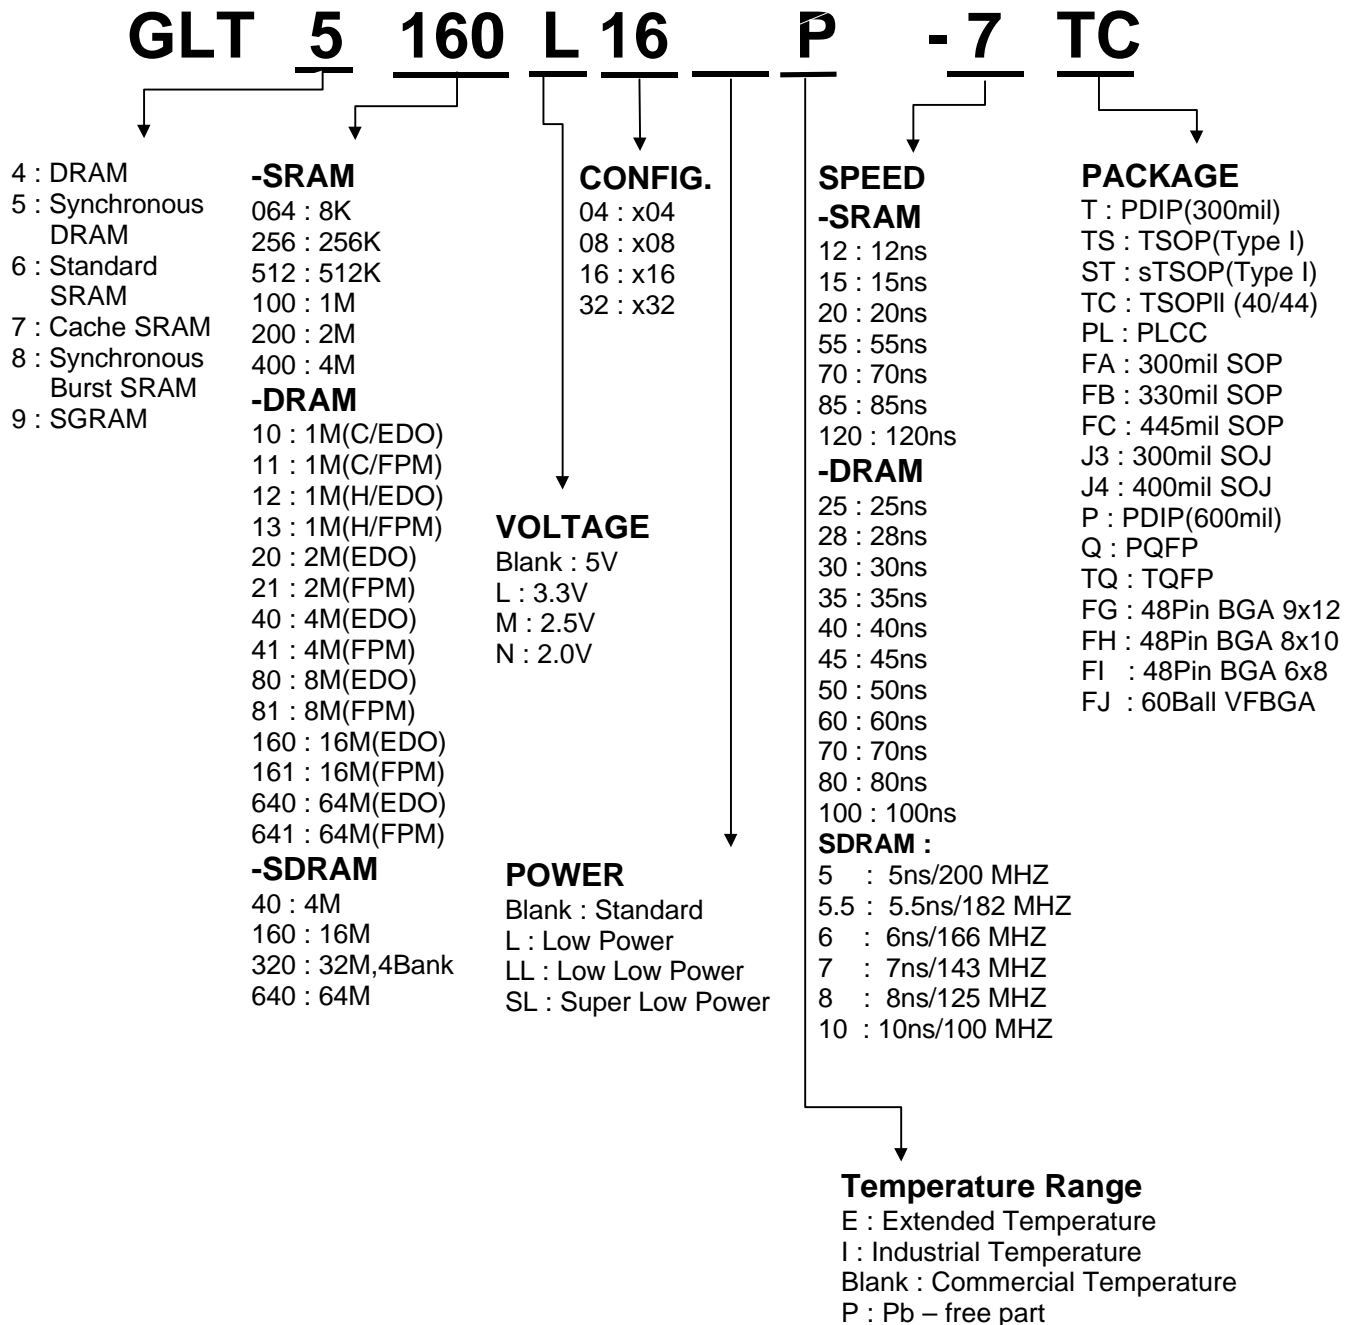 GLT 5 160 L 16 P - 7 TC
4 : DRAM
5 : Synchronous
DRAM
6 : Standard
SRAM
7 : Cache SRAM
8 : Synchronous
Burst SRAM
9 : SGRAM
-SRAM
064 : 8K
256 : 256K
512 : 512K
100 : 1M
200 : 2M
400 : 4M
-DRAM
10 : 1M(C/EDO)
11 : 1M(C/FPM)
12 : 1M(H/EDO)
13 : 1M(H/FPM)
20 : 2M(EDO)
21 : 2M(FPM)
40 : 4M(EDO)
41 : 4M(FPM)
80 : 8M(EDO)
81 : 8M(FPM)
160 : 16M(EDO)
161 : 16M(FPM)
640 : 64M(EDO)
641 : 64M(FPM)
-SDRAM
40 : 4M
160 : 16M
320 : 32M,4Bank
640 : 64M
VOLTAGE
Blank : 5V
L : 3.3V
M : 2.5V
N : 2.0V
CONFIG.
04 : x04
08 : x08
16 : x16
32 : x32
POWER
Blank : Standard
L : Low Power
LL : Low Low Power
SL : Super Low Power
SPEED
-SRAM
12 : 12ns
15 : 15ns
20 : 20ns
55 : 55ns
70 : 70ns
85 : 85ns
120 : 120ns
-DRAM
25 : 25ns
28 : 28ns
30 : 30ns
35 : 35ns
40 : 40ns
45 : 45ns
50 : 50ns
60 : 60ns
70 : 70ns
80 : 80ns
100 : 100ns
SDRAM :
5 : 5ns/200 MHZ
5.5 : 5.5ns/182 MHZ
6 : 6ns/166 MHZ
7 : 7ns/143 MHZ
8 : 8ns/125 MHZ
10 : 10ns/100 MHZ
PACKAGE
T : PDIP(300mil)
TS : TSOP(Type I)
ST : sTSOP(Type I)
TC : TSOPll (40/44)
PL : PLCC
FA : 300mil SOP
FB : 330mil SOP
FC : 445mil SOP
J3 : 300mil SOJ
J4 : 400mil SOJ
P : PDIP(600mil)
Q : PQFP
TQ : TQFP
FG : 48Pin BGA 9x12
FH : 48Pin BGA 8x10
FI : 48Pin BGA 6x8
FJ : 60Ball VFBGA
Temperature Range
E : Extended Temperature
I : Industrial Temperature
Blank : Commercial Temperature
P : Pb – free part